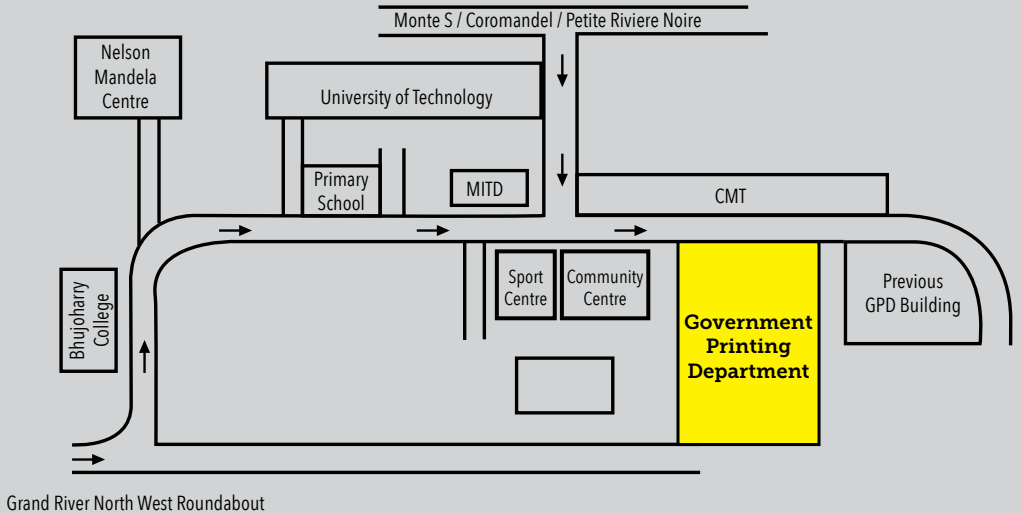 Monte S / Coromandel / Petite Riviere Noire
Nelson
Mandela
Centre
University of Technology
Primary
School
MITD
CMT
Bhujoharry
College
Sport
Centre
Community
Centre
Government
Printing
Department
Previous
GPD Building
Grand River North West Roundabout